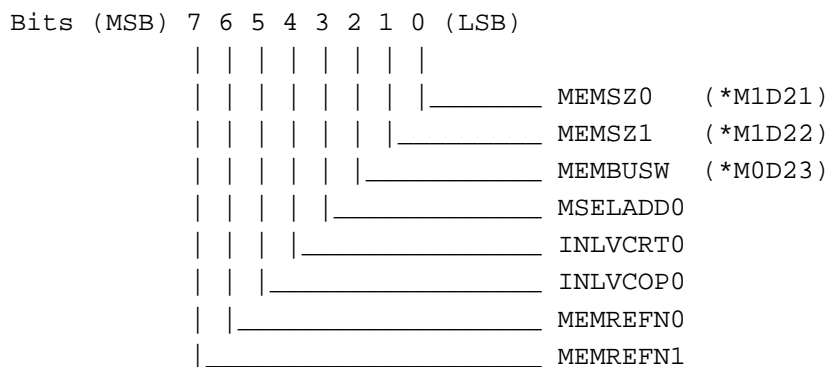 Bits (MSB) 7 6 5 4 3 2 1 0 (LSB)
MEMSZ0 (*M1D21)
MEMSZ1 (*M1D22)
MEMBUSW (*M0D23)
MSELADD0
INLVCRT0
INLVCOP0
MEMREFN0
MEMREFN1